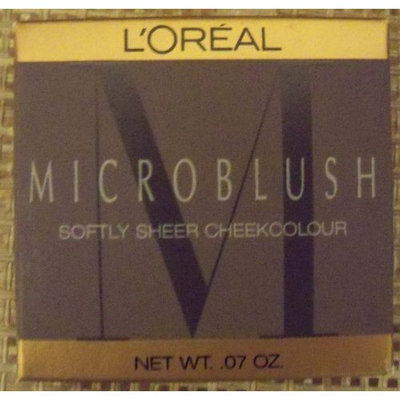 L'ORÉAL
M
MICROBLUSH
SOFTLY SHEER CHEEKCOLOUR
NET WT. .07 OZ.